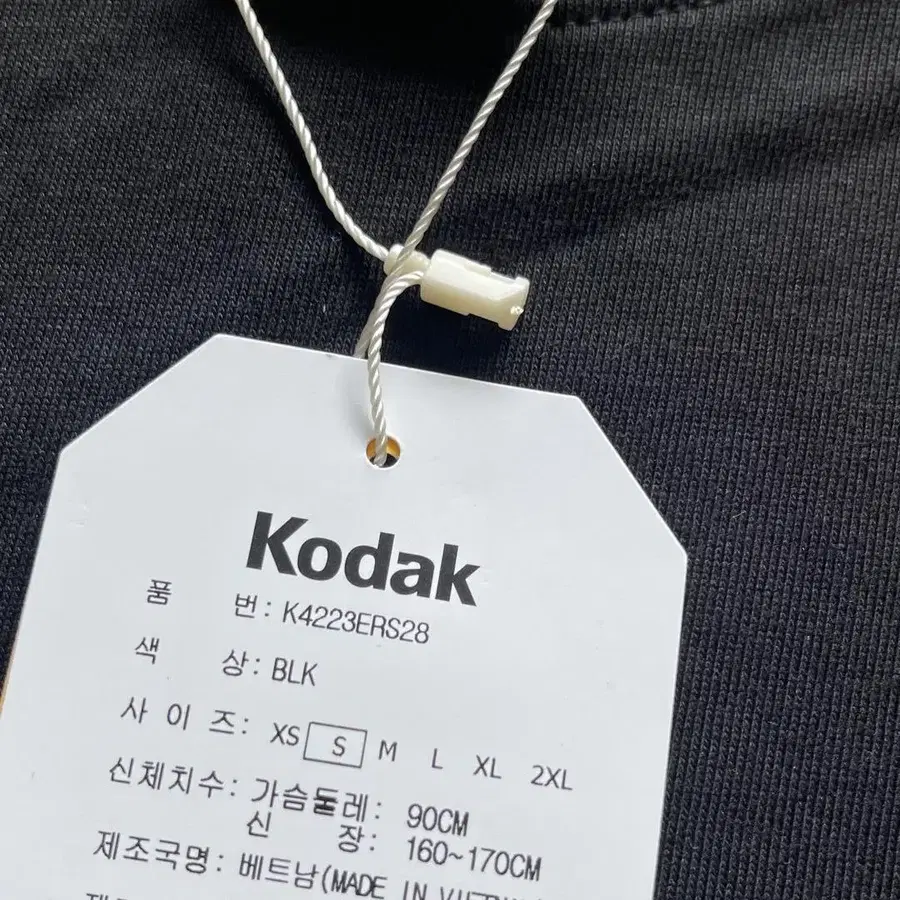 Kodak
품 번: K4223ERS28
색 상: BLK
사 이 즈: XS S M L XL 2XL
신체치수: 가슴둘레: 90CM
신 장: 160~170CM
제조국명: 베트남(MADE IN